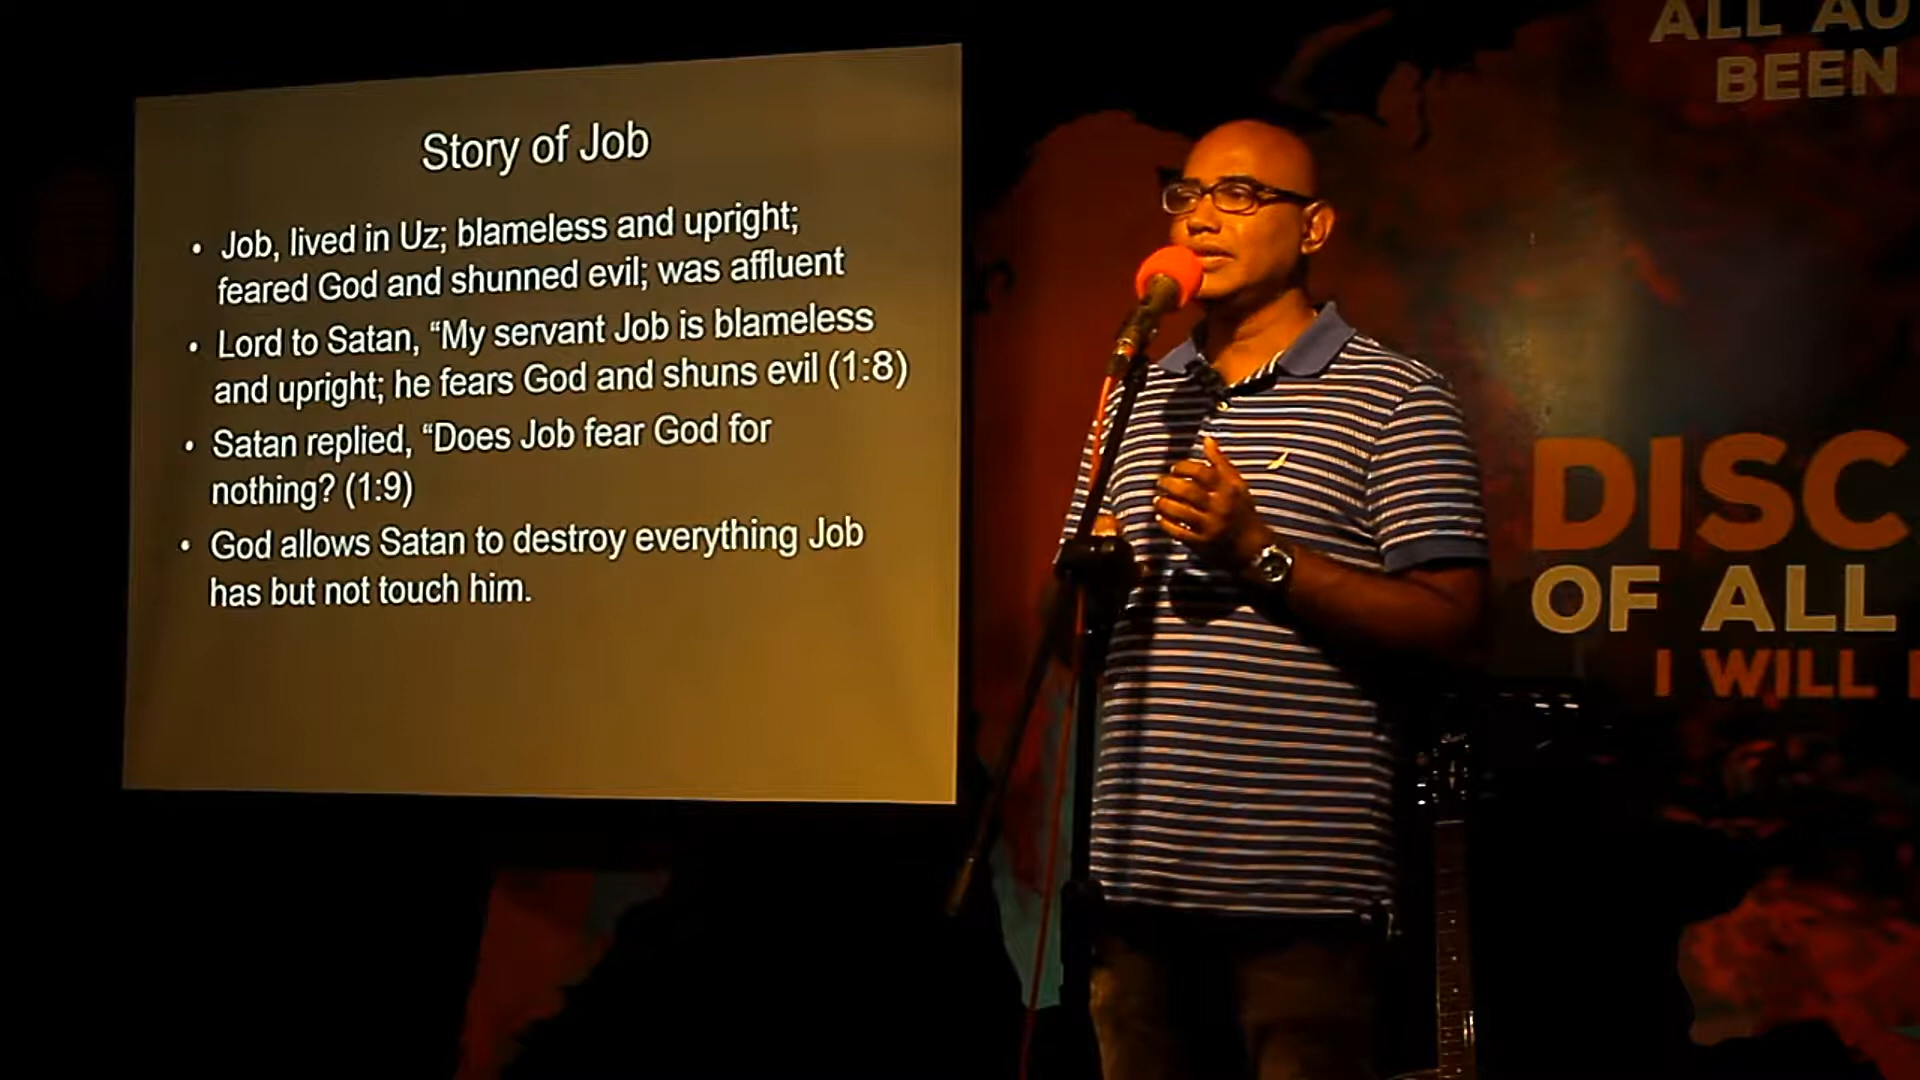 Story of Job
• Job, lived in Uz; blameless and upright;
feared God and shunned evil; was affluent
• Lord to Satan, “My servant Job is blameless
and upright; he fears God and shuns evil (1:8)
• Satan replied, “Does Job fear God for
nothing? (1:9)
• God allows Satan to destroy everything Job
has but not touch him.
ALL AU
BEEN
DISC
OF ALL
I WILL